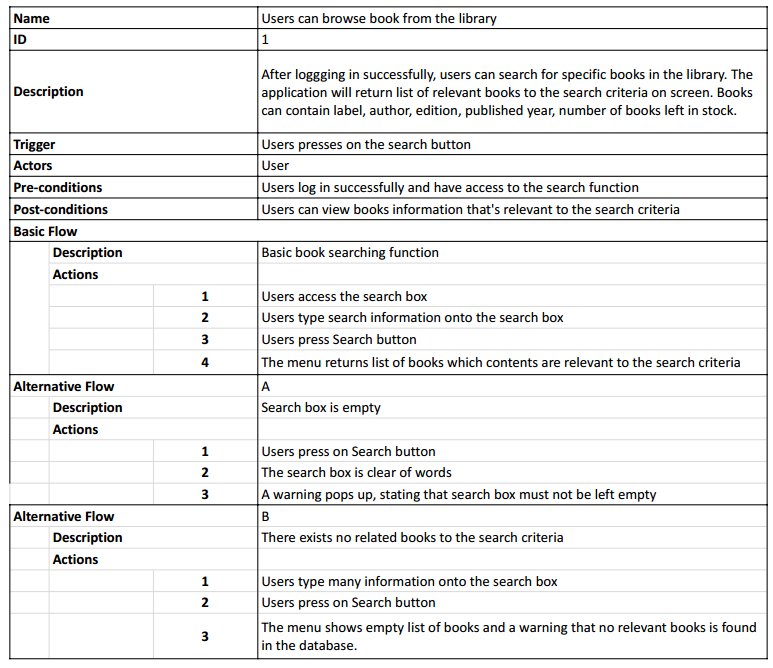 Name Users can browse book from the library
ID 1
Description
After loggging in successfully, users can search for specific books in the library. The
application will return list of relevant books to the search criteria on screen. Books
can contain label, author, edition, published year, number of books left in stock.
Trigger Users presses on the search button
Actors User
Pre-conditions Users log in successfully and have access to the search function
Post-conditions Users can view books information that's relevant to the search criteria
Basic Flow
Description Basic book searching function
Actions
1 Users access the search box
2 Users type search information onto the search box
3 Users press Search button
4 The menu returns list of books which contents are relevant to the search criteria
Alternative Flow A
Description Search box is empty
Actions
1 Users press on Search button
2 The search box is clear of words
3 A warning pops up, stating that search box must not be left empty
Alternative Flow B
Description There exists no related books to the search criteria
Actions
1 Users type many information onto the search box
2 Users press on Search button
3 The menu shows empty list of books and a warning that no relevant books is found
in the database.